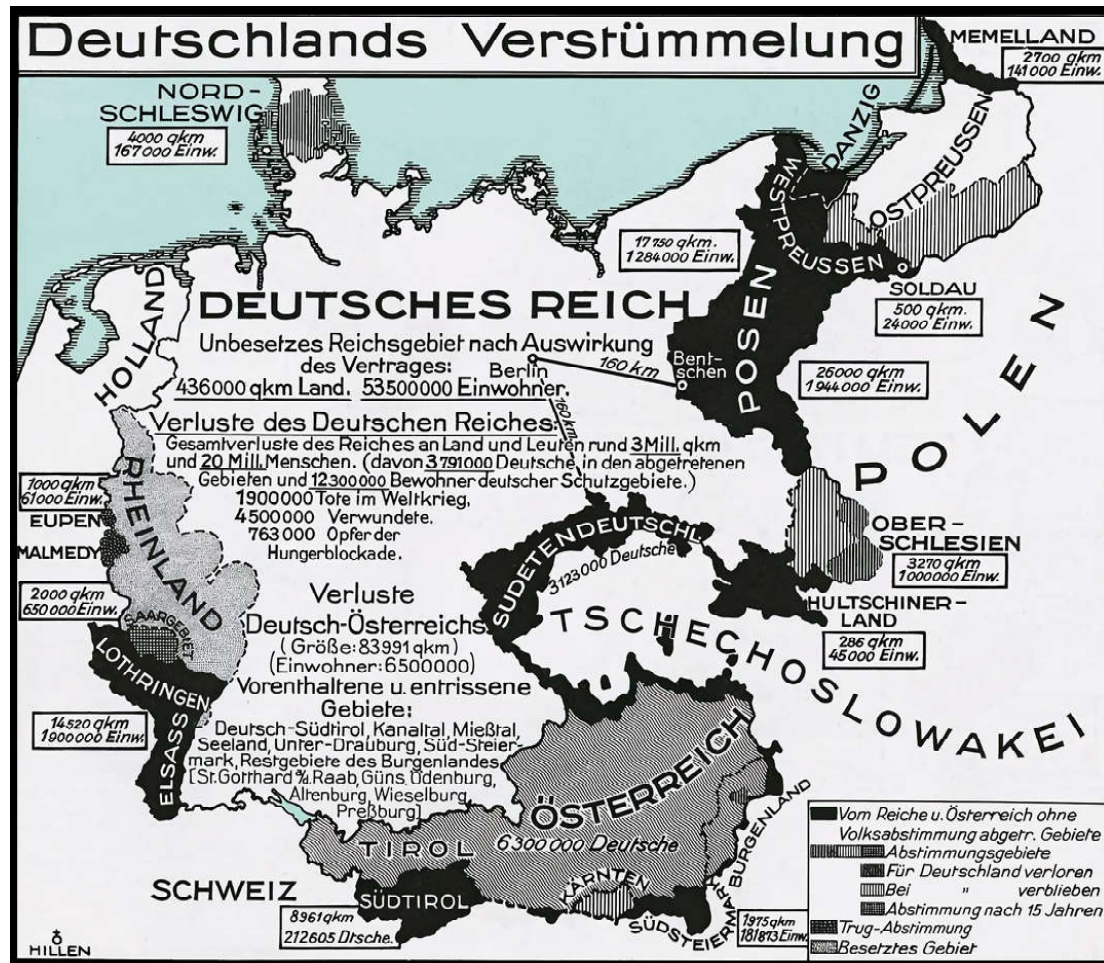 Deutschlands Verstümmelung
MEMELLAND
2700 qkm
141000 Einw.
NORD-
SCHLESWIG
4000 qkm
167000 Einw.
DANZIG
WESTPREUSSEN
OSTPREUSSEN
17750 qkm.
1284000 Einw.
SOLDAU
500 qkm.
24000 Einw.
HOLLAND
DEUTSCHES REICH
Unbesetzes Reichsgebiet nach Auswirkung
des Vertrages:
436000 qkm Land. 53500000 Einwohner.
Berlin
160 km
Bent-
schen
160 km
POSEN
26000 qkm
1944000 Einw.
POLEN
Verluste des Deutschen Reiches:
Gesamtverluste des Reiches an Land und Leuten rund 3 Mill. qkm
und 20 Mill. Menschen. (davon 3791000 Deutsche in den abgetretenen
Gebieten und 12300000 Bewohner deutscher Schutzgebiete.)
1900000 Tote im Weltkrieg,
4500000 Verwundete.
763000 Opfer der
Hungerblockade.
RHEINLAND
1000 qkm
61000 Einw.
EUPEN
MALMEDY
2000 qkm
650000 Einw.
SAARGEBIET
LOTHRINGEN
14520 qkm
1900000 Einw.
ELSASS
OBER-
SCHLESIEN
3270 qkm
1000000 Einw.
SUDETENDEUTSCHL.
3123000 Deutsche
HULTSCHINER-
LAND
286 qkm
45000 Einw.
TSCHECHOSLOWAKEI
Verluste
Deutsch-Österreichs
(Größe: 83991 qkm)
(Einwohner: 6500000)
Vorenthaltene u. entrissene
Gebiete:
Deutsch-Südtirol, Kanaltal, Mießtal,
Seeland, Unter-Drauburg, Süd-Steier-
mark, Restgebiete des Burgenlandes
[St. Gotthard a/d. Raab, Güns, Ödenburg,
Altenburg, Wieselburg,
Preßburg]
ÖSTERREICH
6300000 Deutsche
TIROL
SCHWEIZ
SÜDTIROL
8961 qkm
212605 Dtsche.
KÄRNTEN
SÜDSTEIERMARK
BURGENLAND
1975 qkm
181873 Einw.
Vom Reiche u. Österreich ohne
Volksabstimmung abgetr. Gebiete
Abstimmungsgebiete
Für Deutschland verloren
Bei " verblieben
Abstimmung nach 15 Jahren
Trug-Abstimmung
Besetztes Gebiet
HILLEN